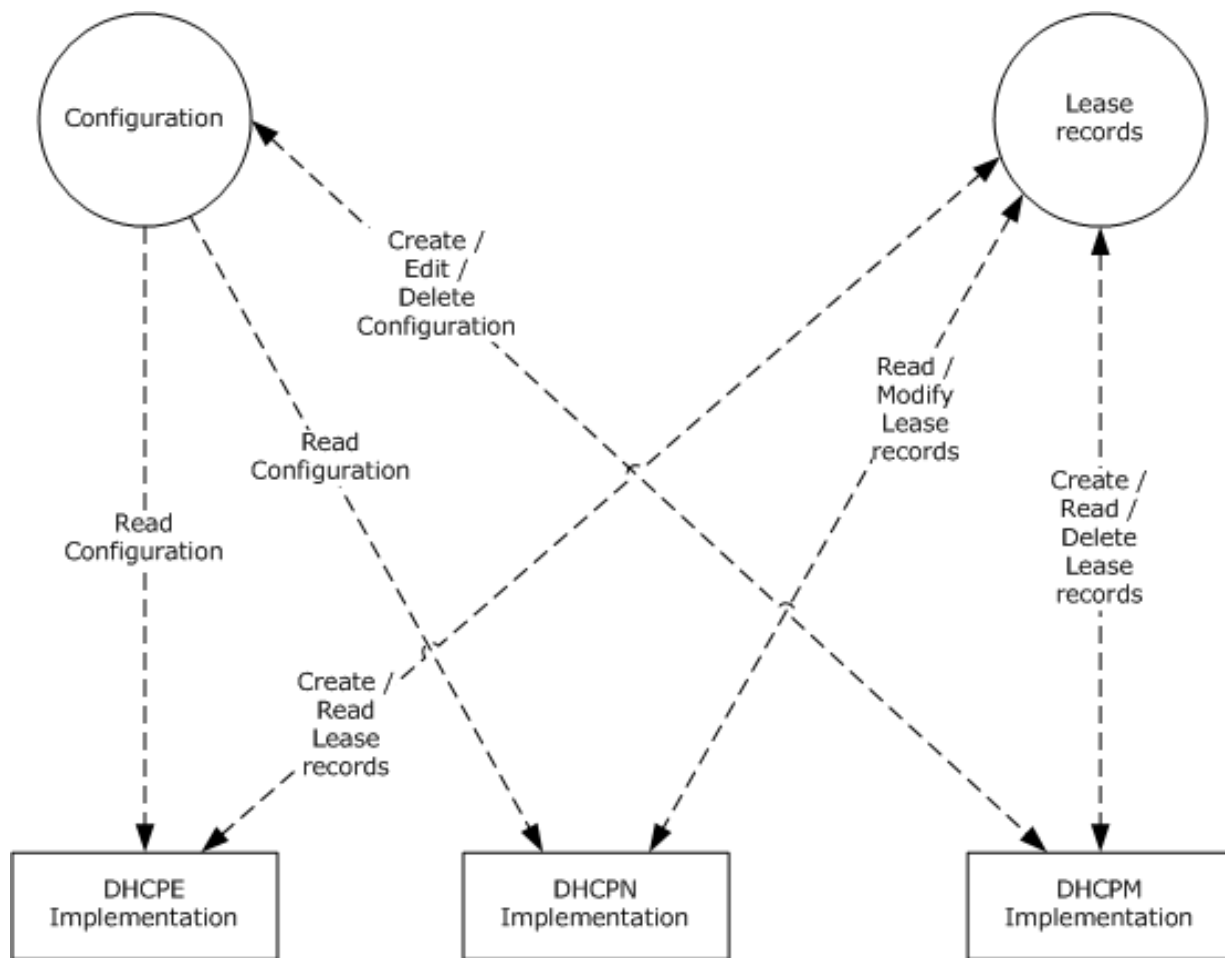 Configuration
Lease
records
Create /
Edit /
Delete
Configuration
Read /
Modify
Lease
records
Read
Configuration
Create /
Read /
Delete
Lease
records
Read
Configuration
Create /
Read
Lease
records
DHCPE
Implementation
DHCPN
Implementation
DHCPM
Implementation